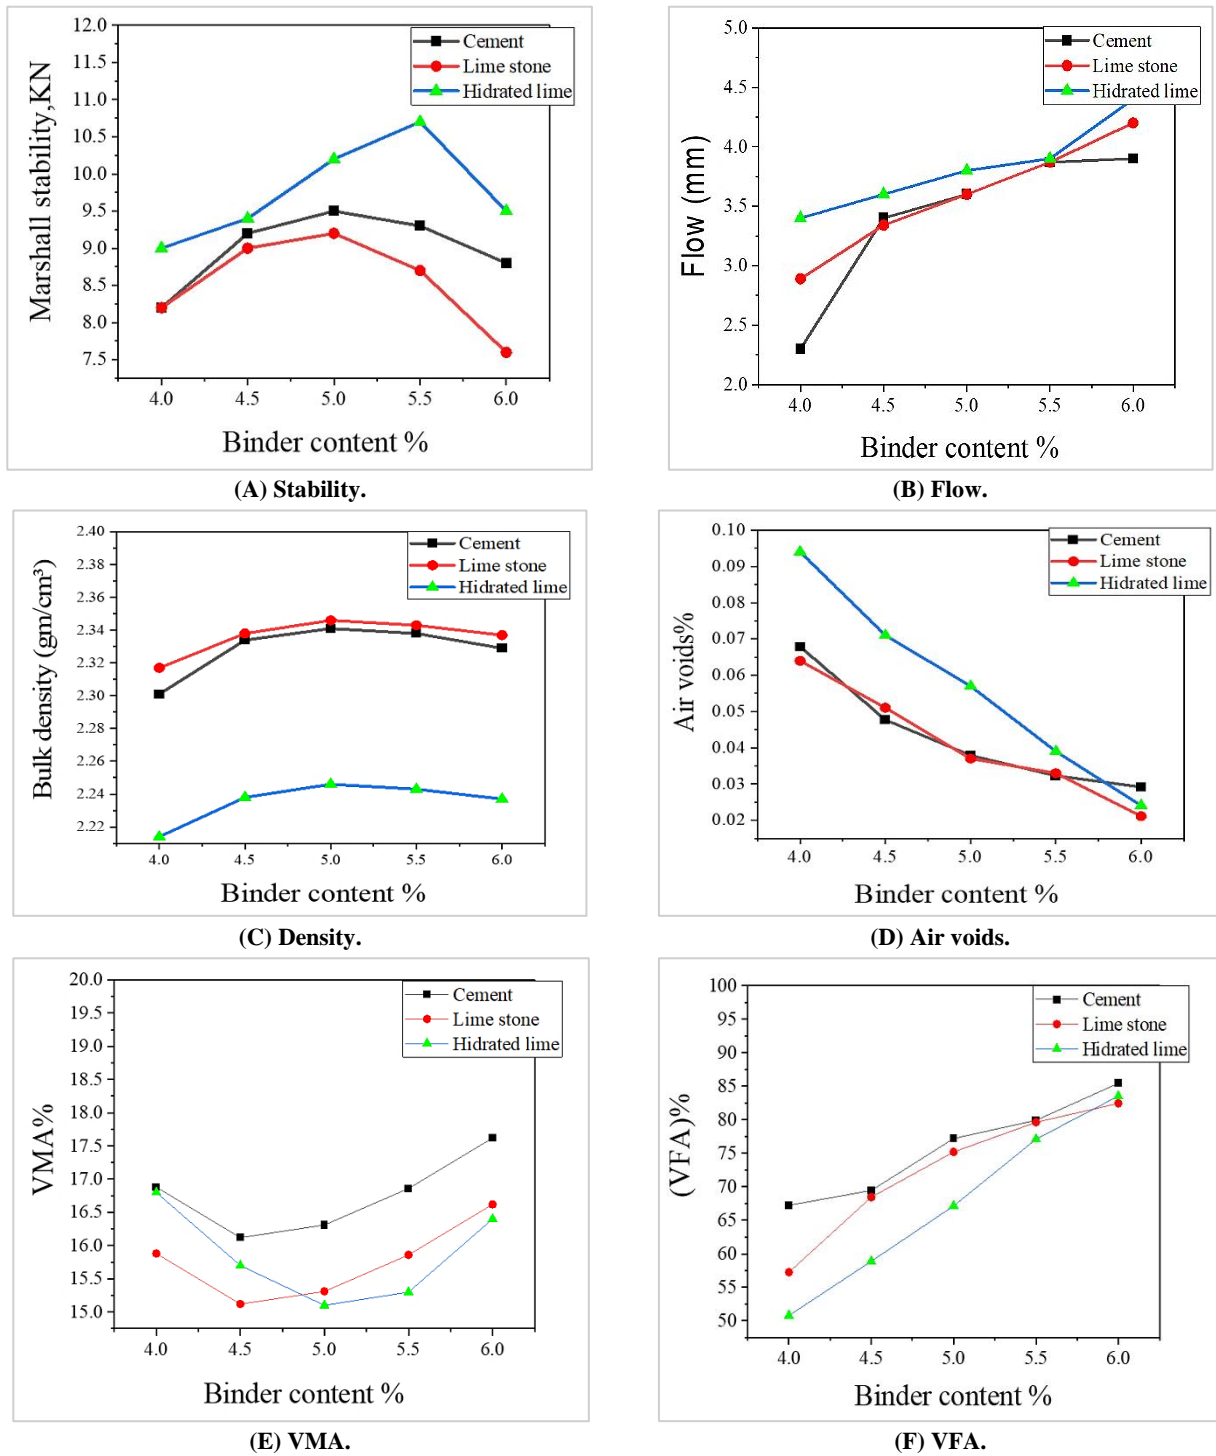 12.0
11.5
11.0
10.5
10.0
9.5
9.0
8.5
8.0
7.5
Marshall stability,KN
Cement
Lime stone
Hidrated lime
4.0 4.5 5.0 5.5 6.0
Binder content %
(A) Stability.
5.0
4.5
4.0
3.5
3.0
2.5
2.0
Flow (mm)
Cement
Lime stone
Hidrated lime
4.0 4.5 5.0 5.5 6.0
Binder content %
(B) Flow.
2.40
2.38
2.36
2.34
2.32
2.30
2.28
2.26
2.24
2.22
Bulk density (gm/cm³)
Cement
Lime stone
Hidrated lime
4.0 4.5 5.0 5.5 6.0
Binder content %
(C) Density.
0.10
0.09
0.08
0.07
0.06
0.05
0.04
0.03
0.02
Air voids%
Cement
Lime stone
Hidrated lime
4.0 4.5 5.0 5.5 6.0
Binder content %
(D) Air voids.
20.0
19.5
19.0
18.5
18.0
17.5
17.0
16.5
16.0
15.5
15.0
VMA%
Cement
Lime stone
Hidrated lime
4.0 4.5 5.0 5.5 6.0
Binder content %
(E) VMA.
100
95
90
85
80
75
70
65
60
55
50
(VFA)%
Cement
Lime stone
Hidrated lime
4.0 4.5 5.0 5.5 6.0
Binder content %
(F) VFA.